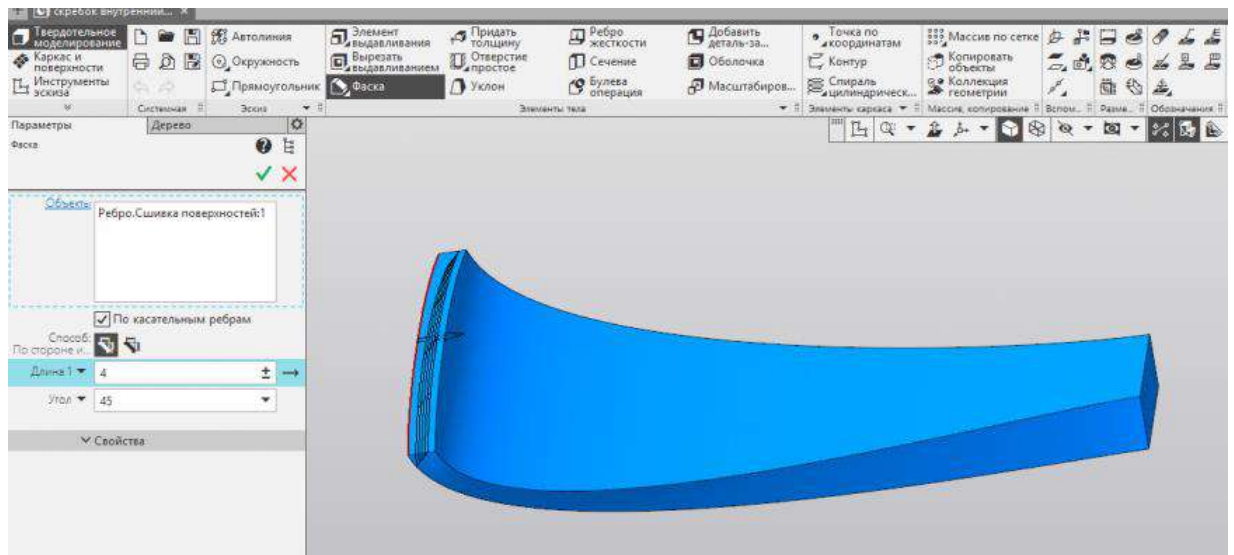 скребок внутренний...
Твердотельное моделирование
Каркас и поверхности
Инструменты эскиза
Системная
Автолиния
Окружность
Прямоугольник
Эскиз
Элемент выдавливания
Вырезать выдавливанием
Фаска
Придать толщину
Отверстие простое
Уклон
Ребро жесткости
Сечение
Булева операция
Добавить деталь-за...
Оболочка
Масштабиров...
Элементы тела
Точка по координатам
Контур
Спираль цилиндрическ...
Элементы каркаса
Массив по сетке
Копировать объекты
Коллекция геометрии
Массив, копирование
Вспом...
Разме...
Обозначения
Параметры
Дерево
Фаска
Объекты
Ребро.Сшивка поверхностей:1
По касательным ребрам
Способ:
По стороне и...
Длина 1
4
Угол
45
Свойства